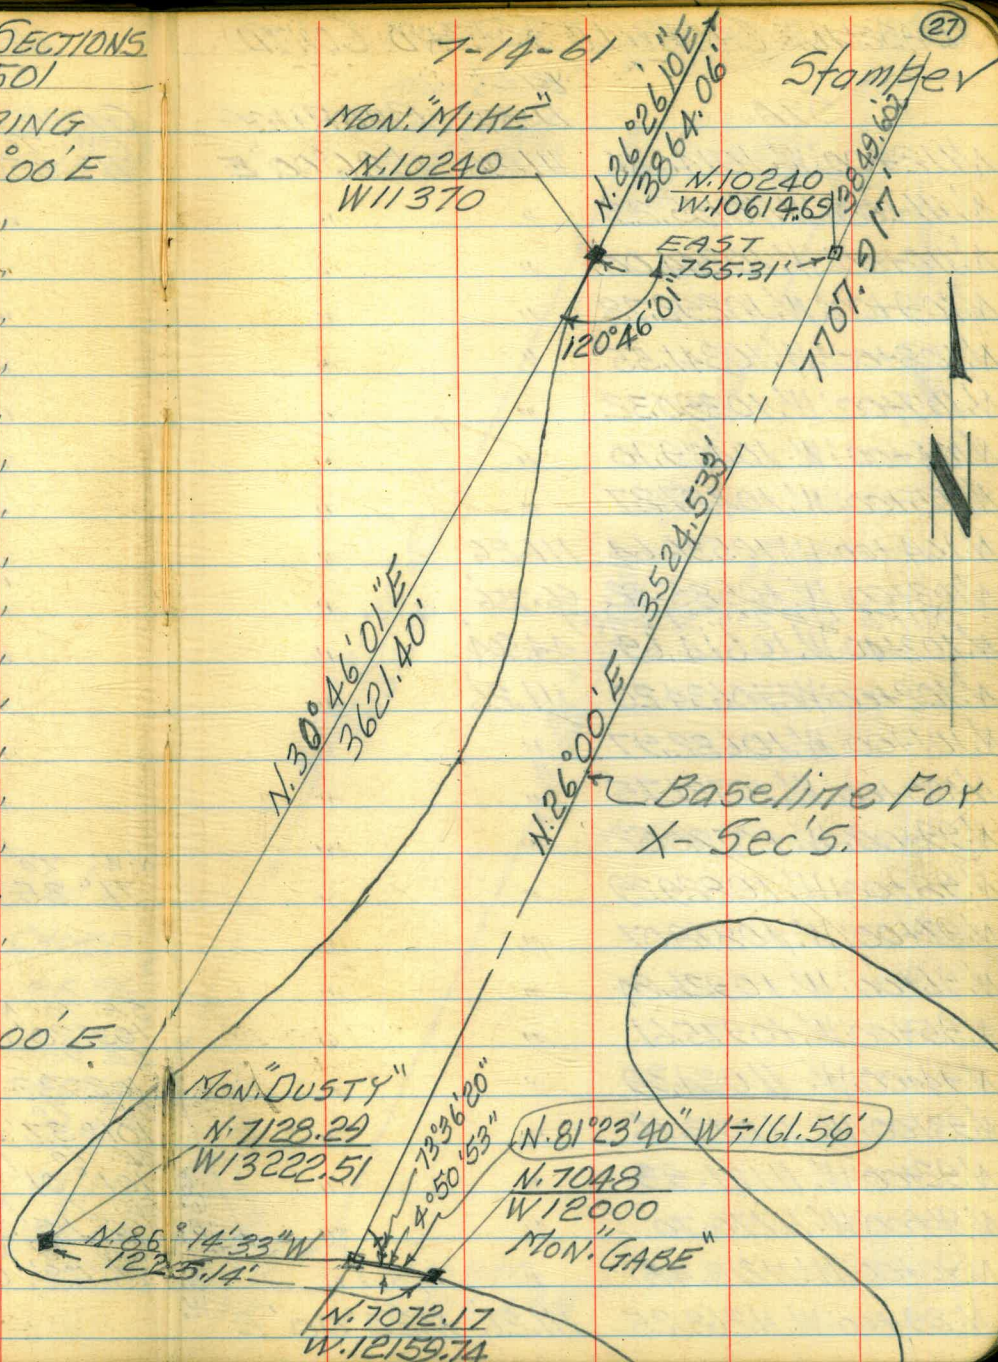 SECTIONS
501
RING
°00'E
7-14-61
27
Stamper
MON. "MIKE"
N.10240
W11370
N.26°26'10"E
3864.06'
N.10240
W.10614.69
3849.602
7707.917'
EAST
755.31'
120°46'01"
N
N.30°46'01"E
3621.40'
3524.533'
N.26°00'E
Baseline For
X-Sec's.
00'E
MON. "DUSTY"
N.7128.29
W13222.51
73°36'20"
4°50'53"
N.81°23'40"W-161.56'
N.7048
W12000
MON. "GABE"
N.86°14'33"W
1225.14'
N.7072.17
W.12159.74